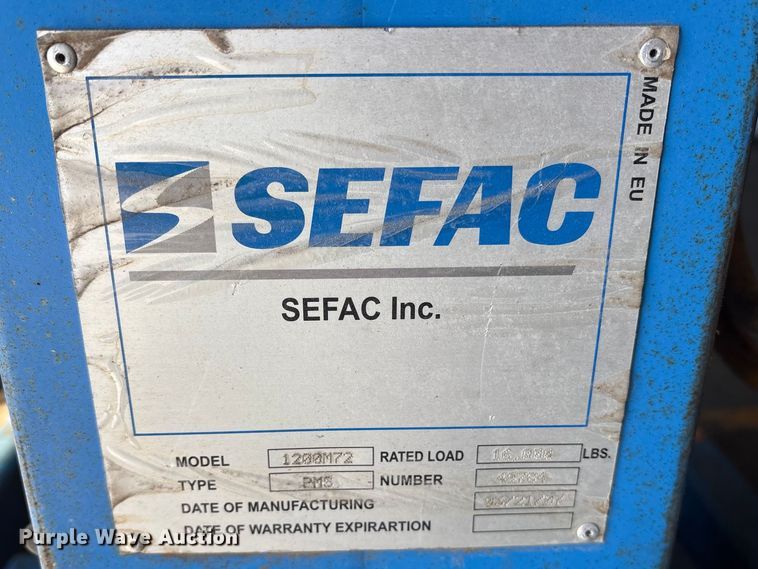 SEFAC
MADE IN EU
SEFAC Inc.
MODEL 1200M72 RATED LOAD LBS.
TYPE PMS NUMBER
DATE OF MANUFACTURING
DATE OF WARRANTY EXPIRARTION
Purple Wave Auction